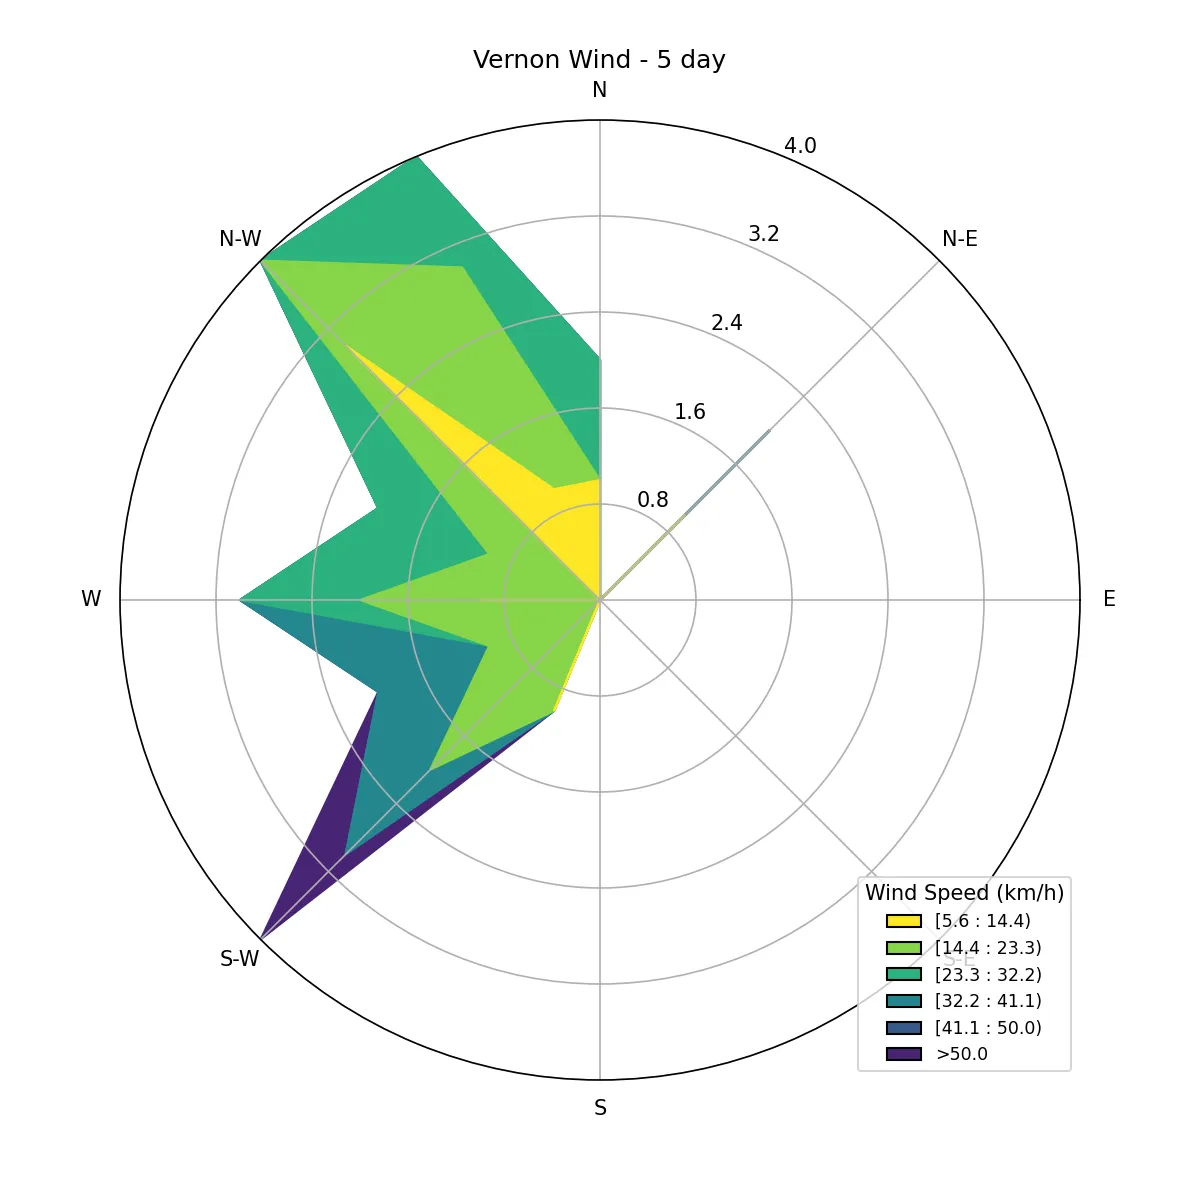 Vernon Wind - 5 day
N
4.0
N-W
N-E
3.2
2.4
1.6
0.8
W
E
S-W
S-E
Wind Speed (km/h)
[5.6 : 14.4)
[14.4 : 23.3)
[23.3 : 32.2)
[32.2 : 41.1)
[41.1 : 50.0)
>50.0
S